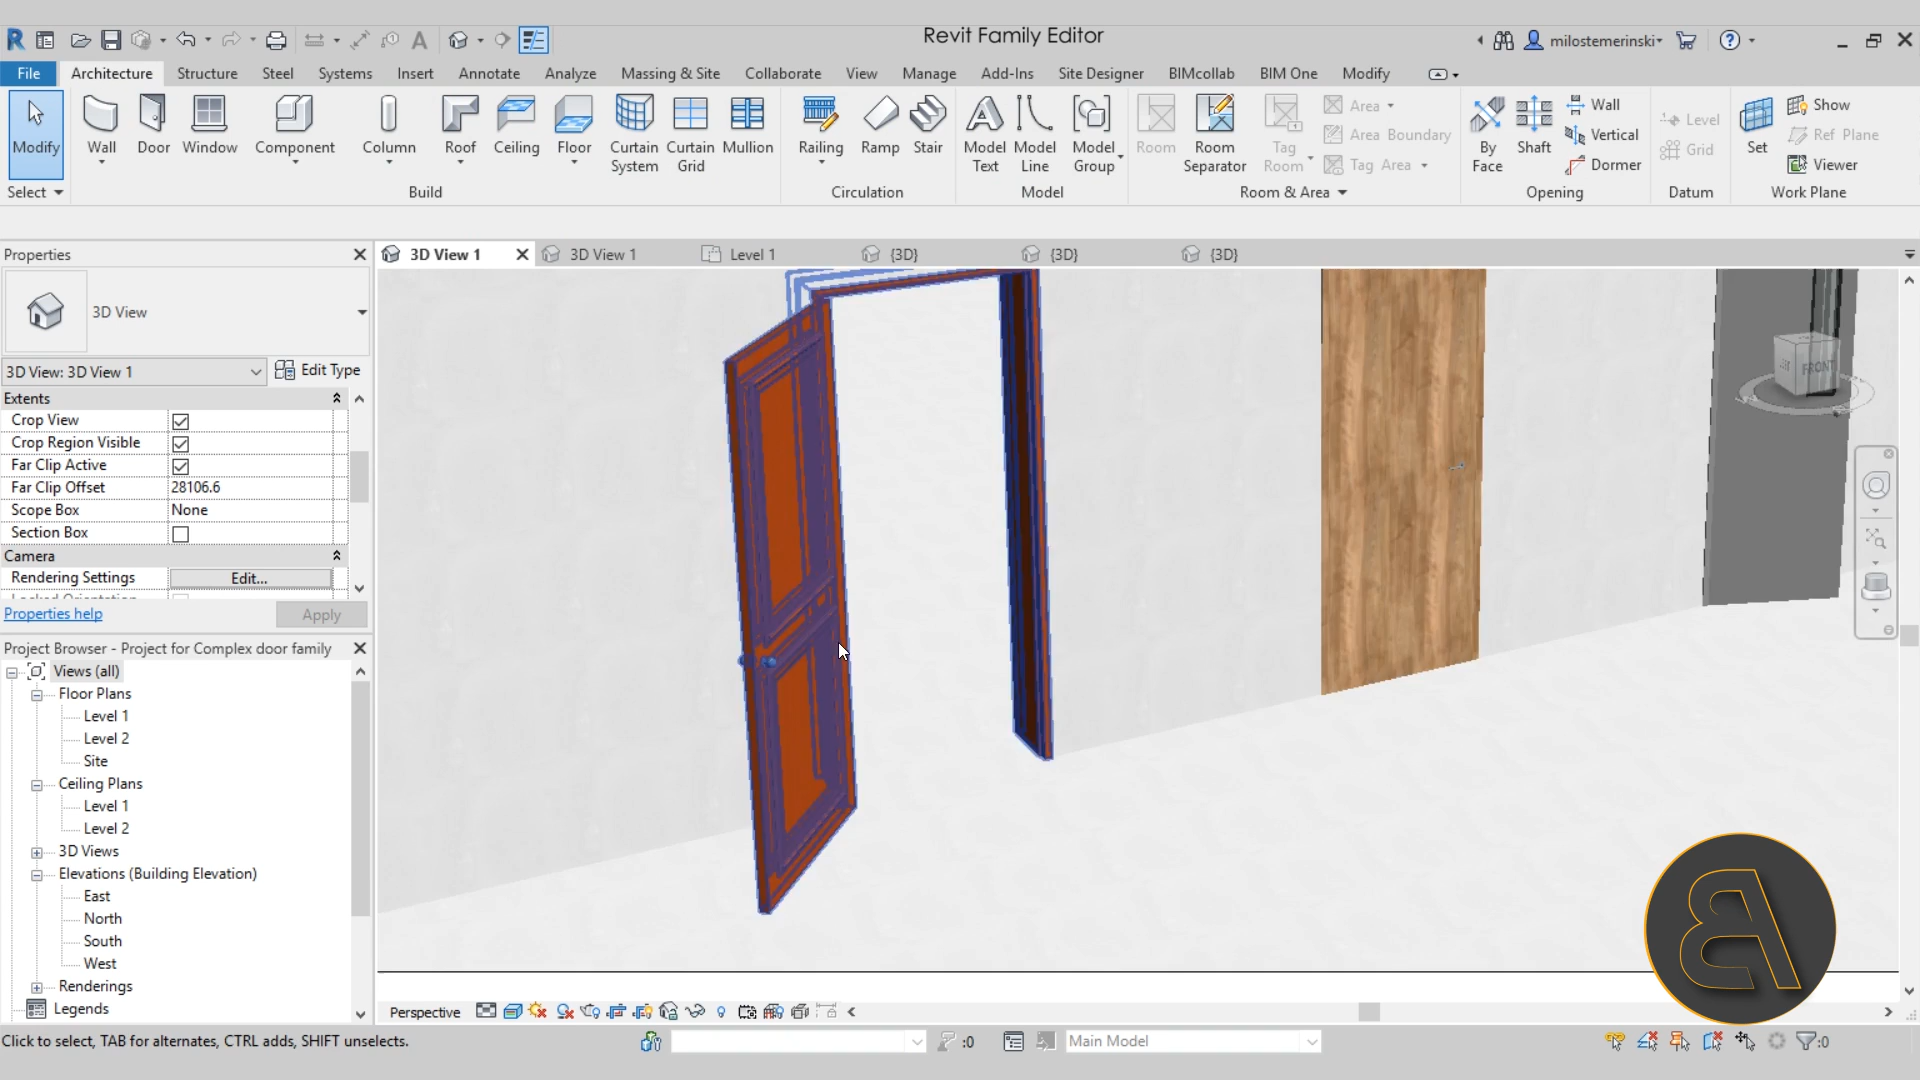 Revit Family Editor
milostemerinski
File Architecture Structure Steel Systems Insert Annotate Analyze Massing & Site Collaborate View Manage Add-Ins Site Designer BIMcollab BIM One Modify
Modify Wall Door Window Component Column Roof Ceiling Floor Curtain System Curtain Grid Mullion Railing Ramp Stair Model Text Model Line Model Group Room Room Separator Tag Room Area Area Boundary Tag Area By Face Shaft Wall Vertical Dormer Level Grid Set Show Ref Plane Viewer
Select Build Circulation Model Room & Area Opening Datum Work Plane
Properties
3D View 1 3D View 1 Level 1 {3D} {3D} {3D}
3D View
3D View: 3D View 1 Edit Type
Extents
Crop View
Crop Region Visible
Far Clip Active
Far Clip Offset 28106.6
Scope Box None
Section Box
Camera
Rendering Settings Edit...
Properties help Apply
FRONT
Project Browser - Project for Complex door family
Views (all)
Floor Plans
Level 1
Level 2
Site
Ceiling Plans
Level 1
Level 2
3D Views
Elevations (Building Elevation)
East
North
South
West
Renderings
Legends
Perspective
Click to select, TAB for alternates, CTRL adds, SHIFT unselects. :0 Main Model :0